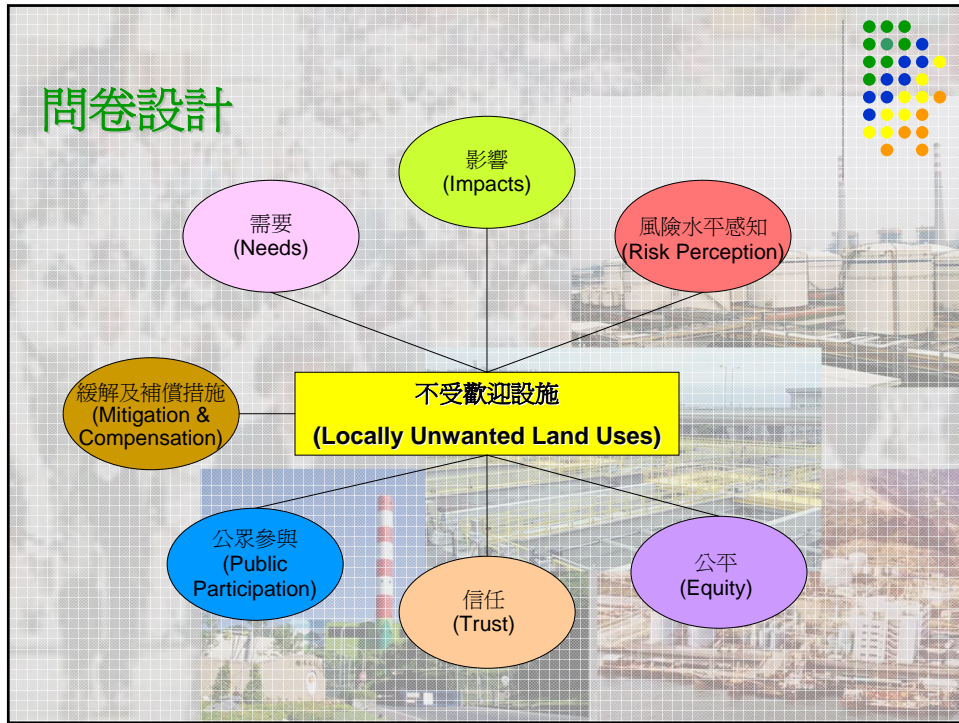 問卷設計
影響
(Impacts)
需要
(Needs)
風險水平感知
(Risk Perception)
緩解及補償措施
(Mitigation &
Compensation)
不受歡迎設施
(Locally Unwanted Land Uses)
公眾參與
(Public
Participation)
信任
(Trust)
公平
(Equity)